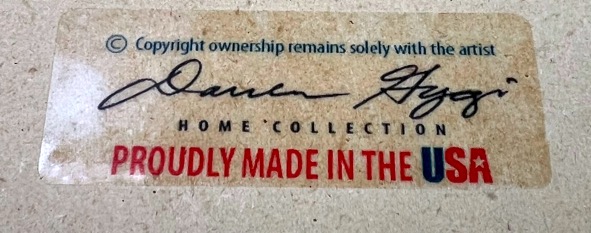 © Copyright ownership remains solely with the artist
Darren Gygi
HOME COLLECTION
PROUDLY MADE IN THE USA